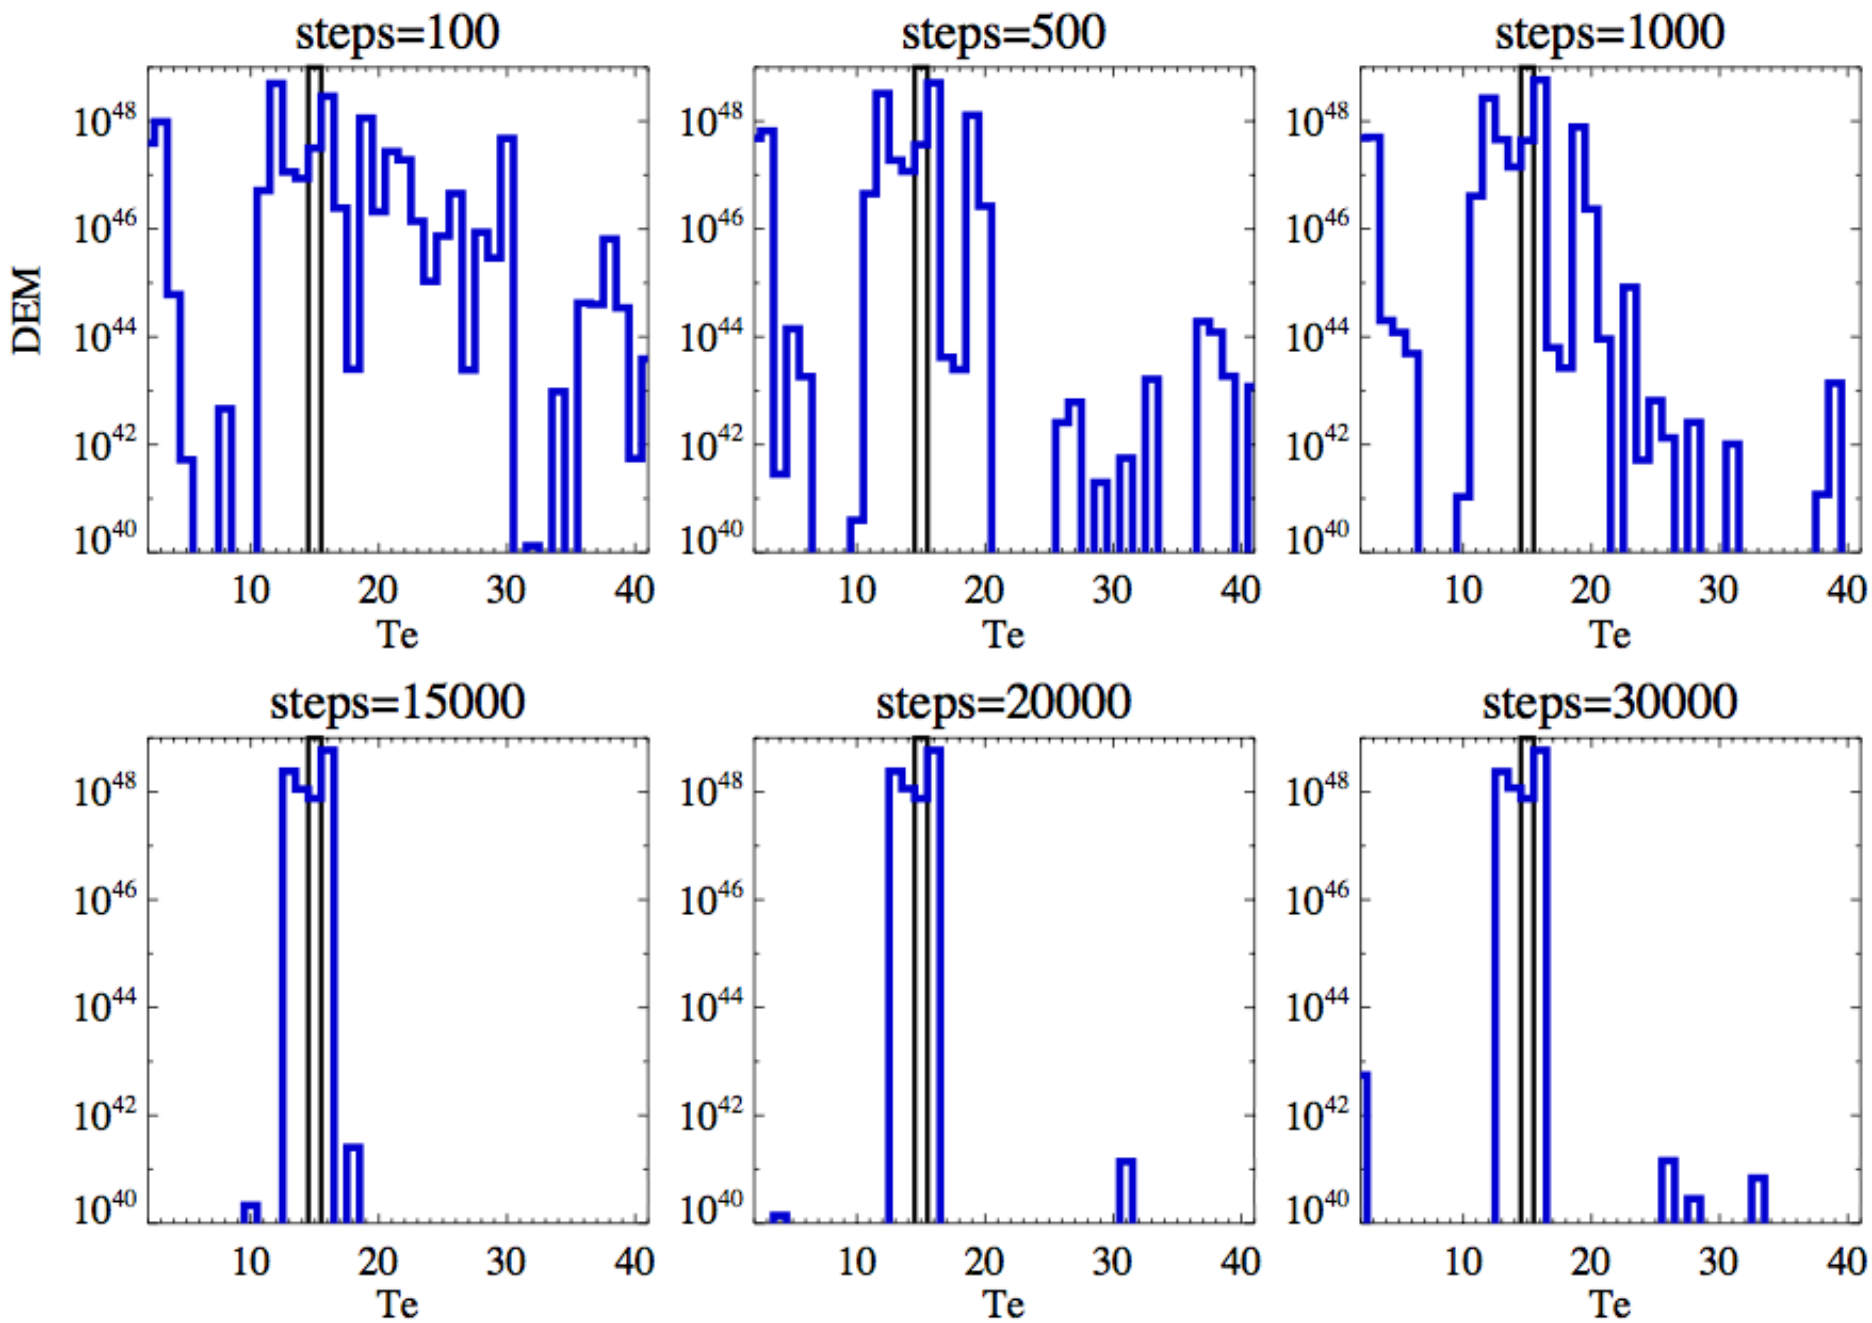 steps=100 steps=500 steps=1000
DEM
10^48 10^48 10^48
10^46 10^46 10^46
10^44 10^44 10^44
10^42 10^42 10^42
10^40 10^40 10^40
10 20 30 40 10 20 30 40 10 20 30 40
Te Te Te
steps=15000 steps=20000 steps=30000
10^48 10^48 10^48
10^46 10^46 10^46
10^44 10^44 10^44
10^42 10^42 10^42
10^40 10^40 10^40
10 20 30 40 10 20 30 40 10 20 30 40
Te Te Te